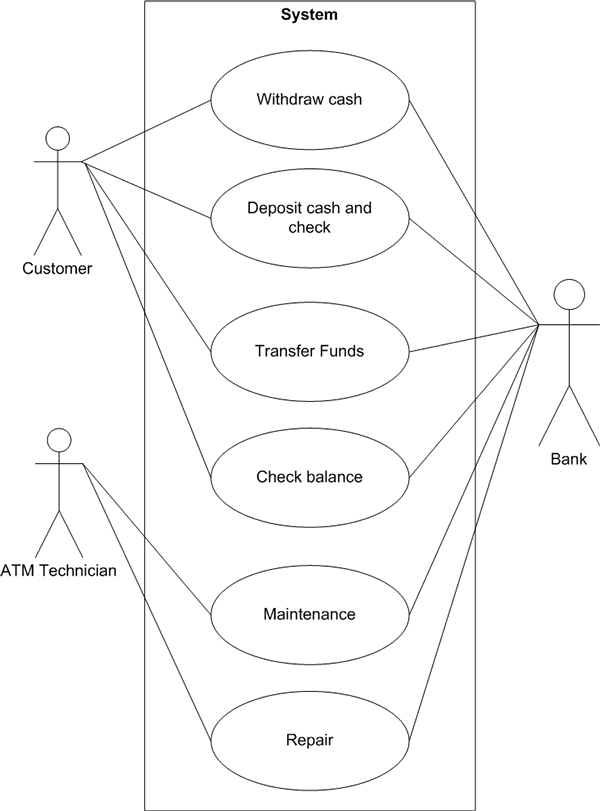 System
Withdraw cash
Deposit cash and
check
Customer
Transfer Funds
Bank
Check balance
ATM Technician
Maintenance
Repair